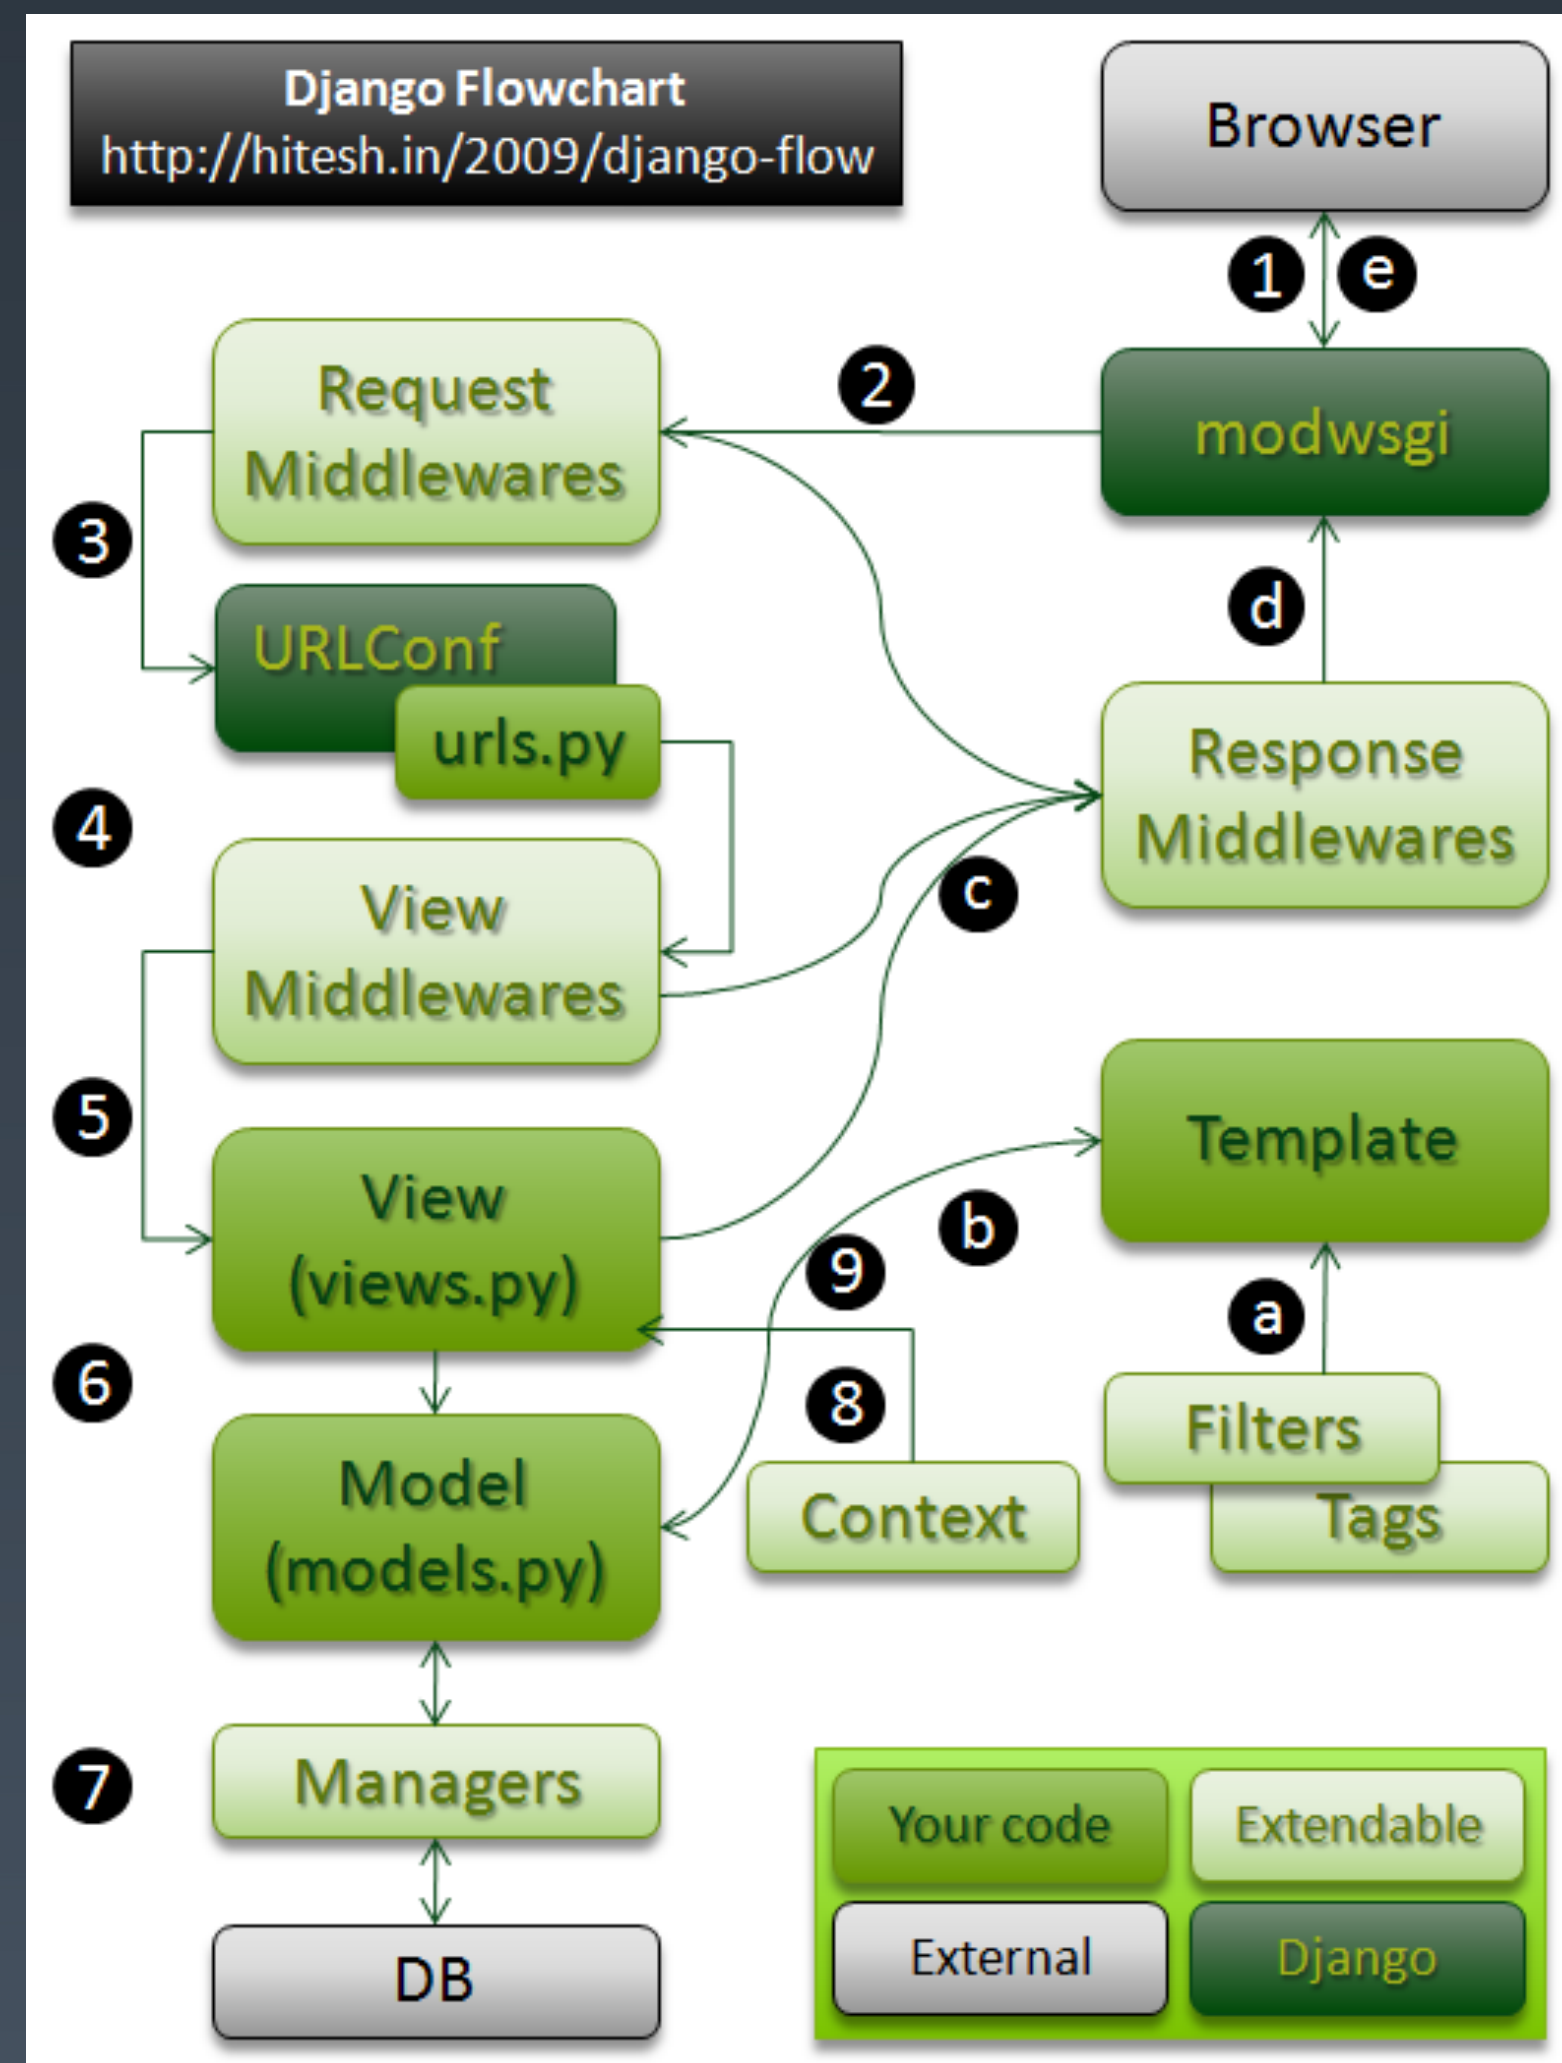 Django Flowchart
http://hitesh.in/2009/django-flow
Browser
1
e
Request
Middlewares
2
modwsgi
3
URLConf
urls.py
d
Response
Middlewares
4
View
Middlewares
c
5
View
(views.py)
Template
b
9
a
6
8
Filters
Tags
Model
(models.py)
Context
7
Managers
DB
Your code
Extendable
External
Django